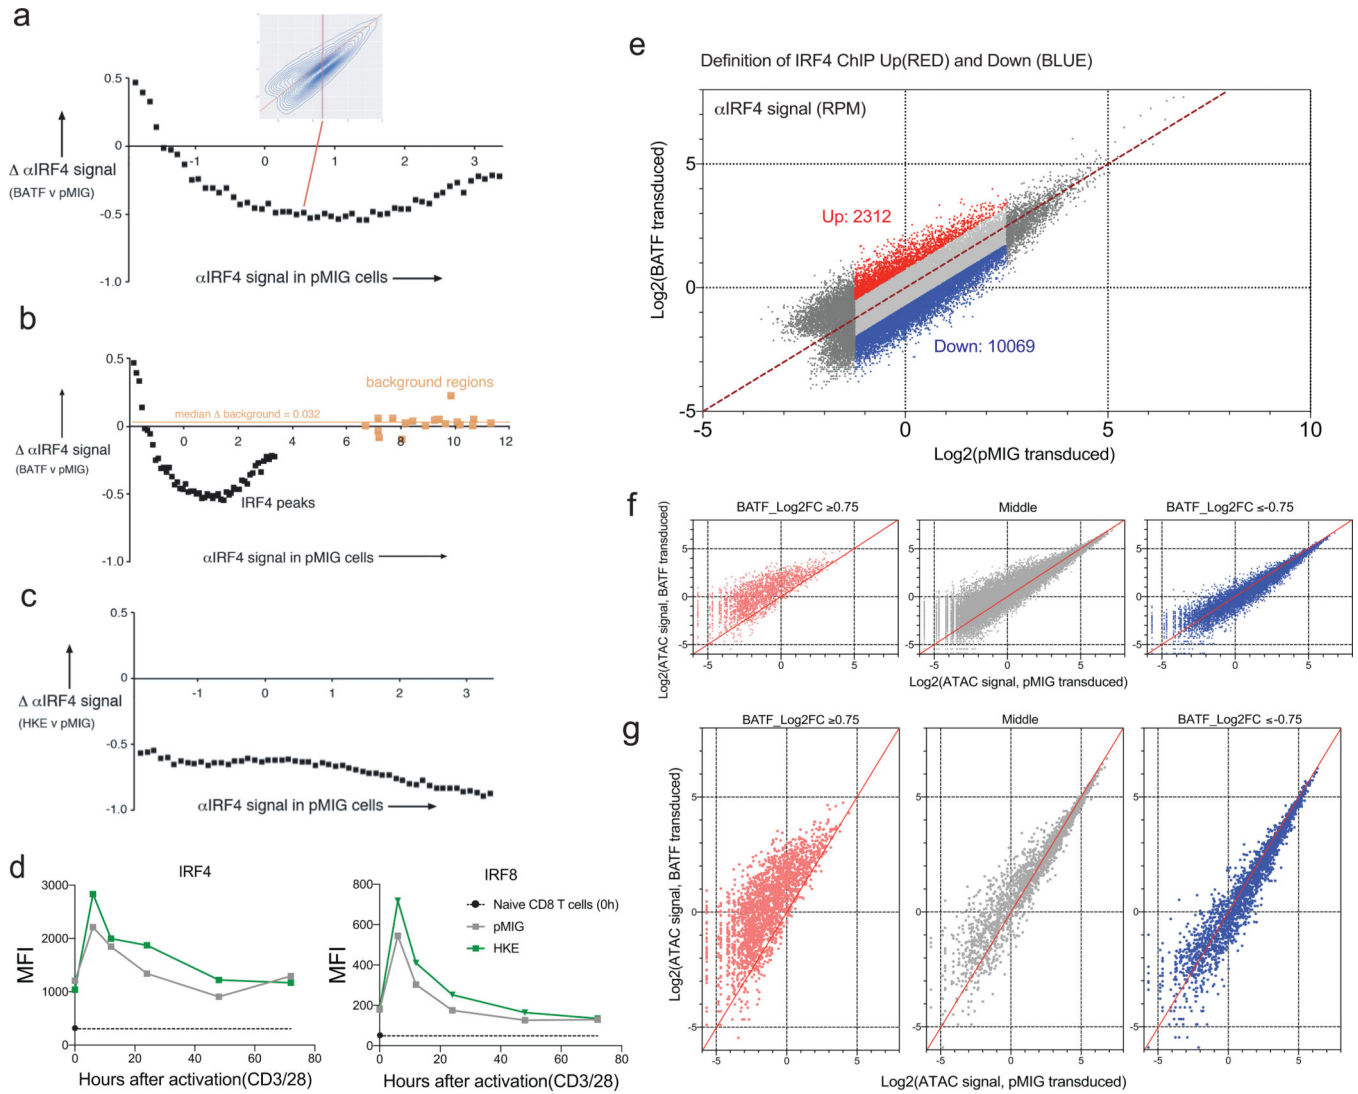 a
0.5
0
-0.5
-1.0
-1
0
1
2
3
Δ αIRF4 signal
(BATF v pMIG)
αIRF4 signal in pMIG cells
b
0.5
0
-0.5
-1.0
background regions
median Δ background = 0.032
0
2
4
6
8
10
12
Δ αIRF4 signal
(BATF v pMIG)
IRF4 peaks
αIRF4 signal in pMIG cells
c
0.5
0
-0.5
-1.0
-1
0
1
2
3
Δ αIRF4 signal
(HKE v pMIG)
αIRF4 signal in pMIG cells
d
IRF4
MFI
3000
2000
1000
0
0
20
40
60
80
Hours after activation(CD3/28)
IRF8
MFI
800
600
400
200
0
0
20
40
60
80
Hours after activation(CD3/28)
Naive CD8 T cells (0h)
pMIG
HKE
e
Definition of IRF4 ChIP Up(RED) and Down (BLUE)
αIRF4 signal (RPM)
Up: 2312
Down: 10069
Log2(BATF transduced)
5
0
-5
-5
0
5
10
Log2(pMIG transduced)
f
BATF_Log2FC ≥0.75
Middle
BATF_Log2FC ≤-0.75
Log2(ATAC signal, BATF transduced)
5
0
-5
-5
0
5
5
0
-5
-5
0
5
5
0
-5
-5
0
5
Log2(ATAC signal, pMIG transduced)
g
BATF_Log2FC ≥0.75
Middle
BATF_Log2FC ≤-0.75
Log2(ATAC signal, BATF transduced)
5
0
-5
-5
0
5
5
0
-5
-5
0
5
5
0
-5
-5
0
5
Log2(ATAC signal, pMIG transduced)